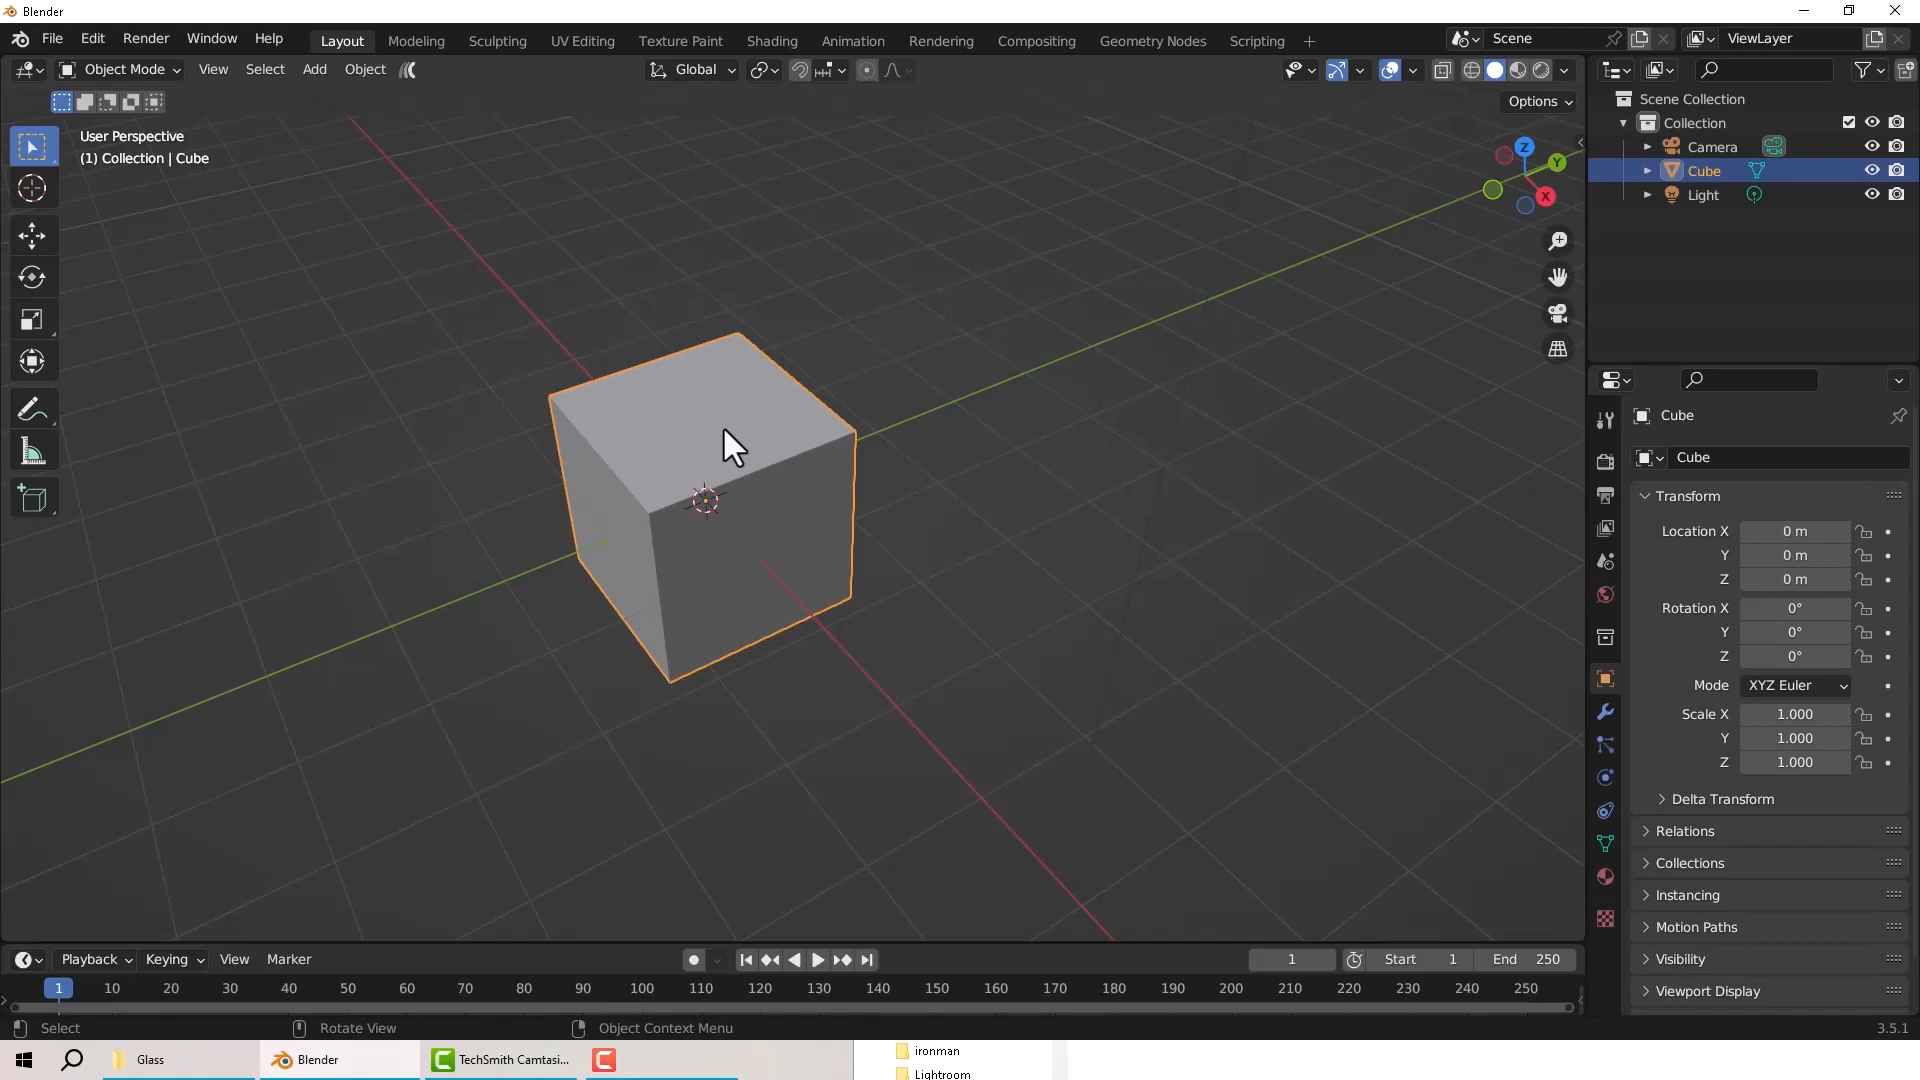 Blender
File Edit Render Window Help
Layout Modeling Sculpting UV Editing Texture Paint Shading Animation Rendering Compositing Geometry Nodes Scripting +
Scene
ViewLayer
Object Mode View Select Add Object
Global
Options
User Perspective
(1) Collection | Cube
Z
Y
X
Scene Collection
Collection
Camera
Cube
Light
Cube
Cube
Transform
Location X 0 m
Y 0 m
Z 0 m
Rotation X 0°
Y 0°
Z 0°
Mode XYZ Euler
Scale X 1.000
Y 1.000
Z 1.000
Delta Transform
Relations
Collections
Instancing
Motion Paths
Visibility
Viewport Display
Playback Keying View Marker
1 Start 1 End 250
1 10 20 30 40 50 60 70 80 90 100 110 120 130 140 150 160 170 180 190 200 210 220 230 240 250
Select Rotate View Object Context Menu
3.5.1
Glass Blender TechSmith Camtasi...
ironman
Lightroom